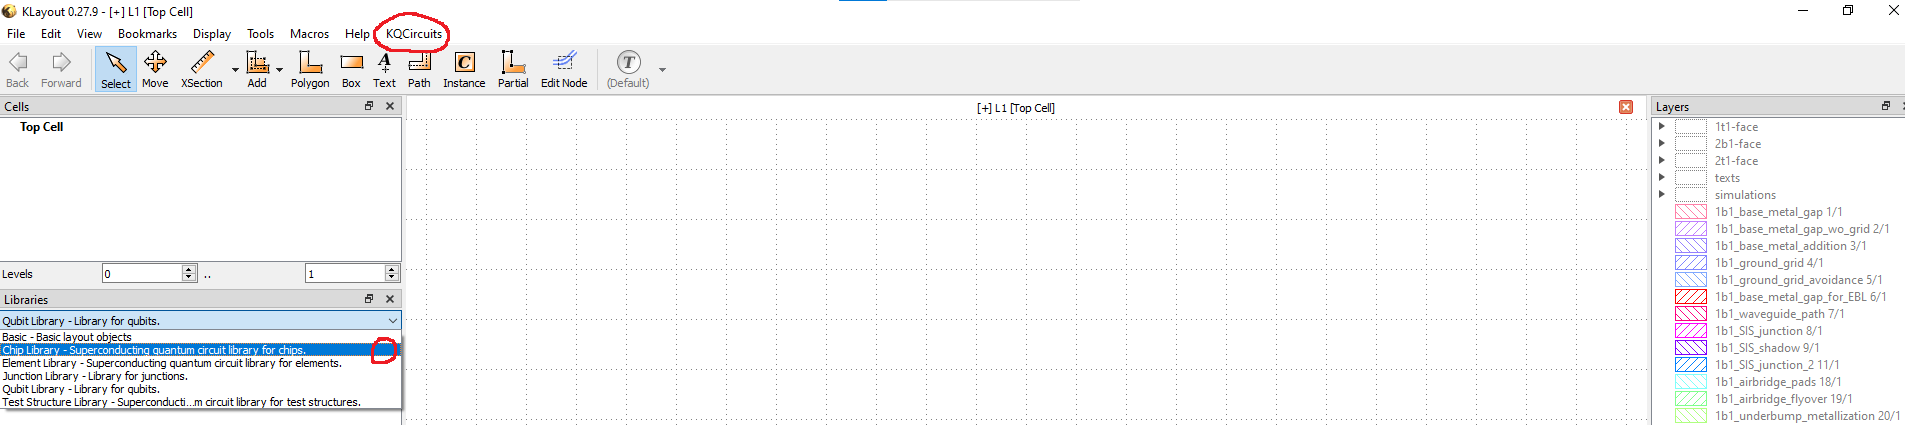 KLayout 0.27.9 - [+] L1 [Top Cell]
File Edit View Bookmarks Display Tools Macros Help KQCircuits
Back Forward Select Move XSection Add Polygon Box Text Path Instance Partial Edit Node (Default)
Cells
Top Cell
Levels 0 .. 1
Libraries
Qubit Library - Library for qubits.
Basic - Basic layout objects
Chip Library - Superconducting quantum circuit library for chips.
Element Library - Superconducting quantum circuit library for elements.
Junction Library - Library for junctions.
Qubit Library - Library for qubits.
Test Structure Library - Superconducti...m circuit library for test structures.
[+] L1 [Top Cell]
Layers
1t1-face
2b1-face
2t1-face
texts
simulations
1b1_base_metal_gap 1/1
1b1_base_metal_gap_wo_grid 2/1
1b1_base_metal_addition 3/1
1b1_ground_grid 4/1
1b1_ground_grid_avoidance 5/1
1b1_base_metal_gap_for_EBL 6/1
1b1_waveguide_path 7/1
1b1_SIS_junction 8/1
1b1_SIS_shadow 9/1
1b1_SIS_junction_2 11/1
1b1_airbridge_pads 18/1
1b1_airbridge_flyover 19/1
1b1_underbump_metallization 20/1